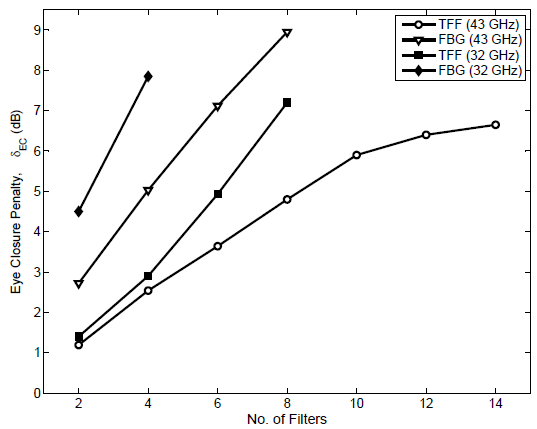 TFF (43 GHz)
FBG (43 GHz)
TFF (32 GHz)
FBG (32 GHz)
9
8
7
6
5
4
3
2
1
0
Eye Closure Penalty, δEC (dB)
2 4 6 8 10 12 14
No. of Filters